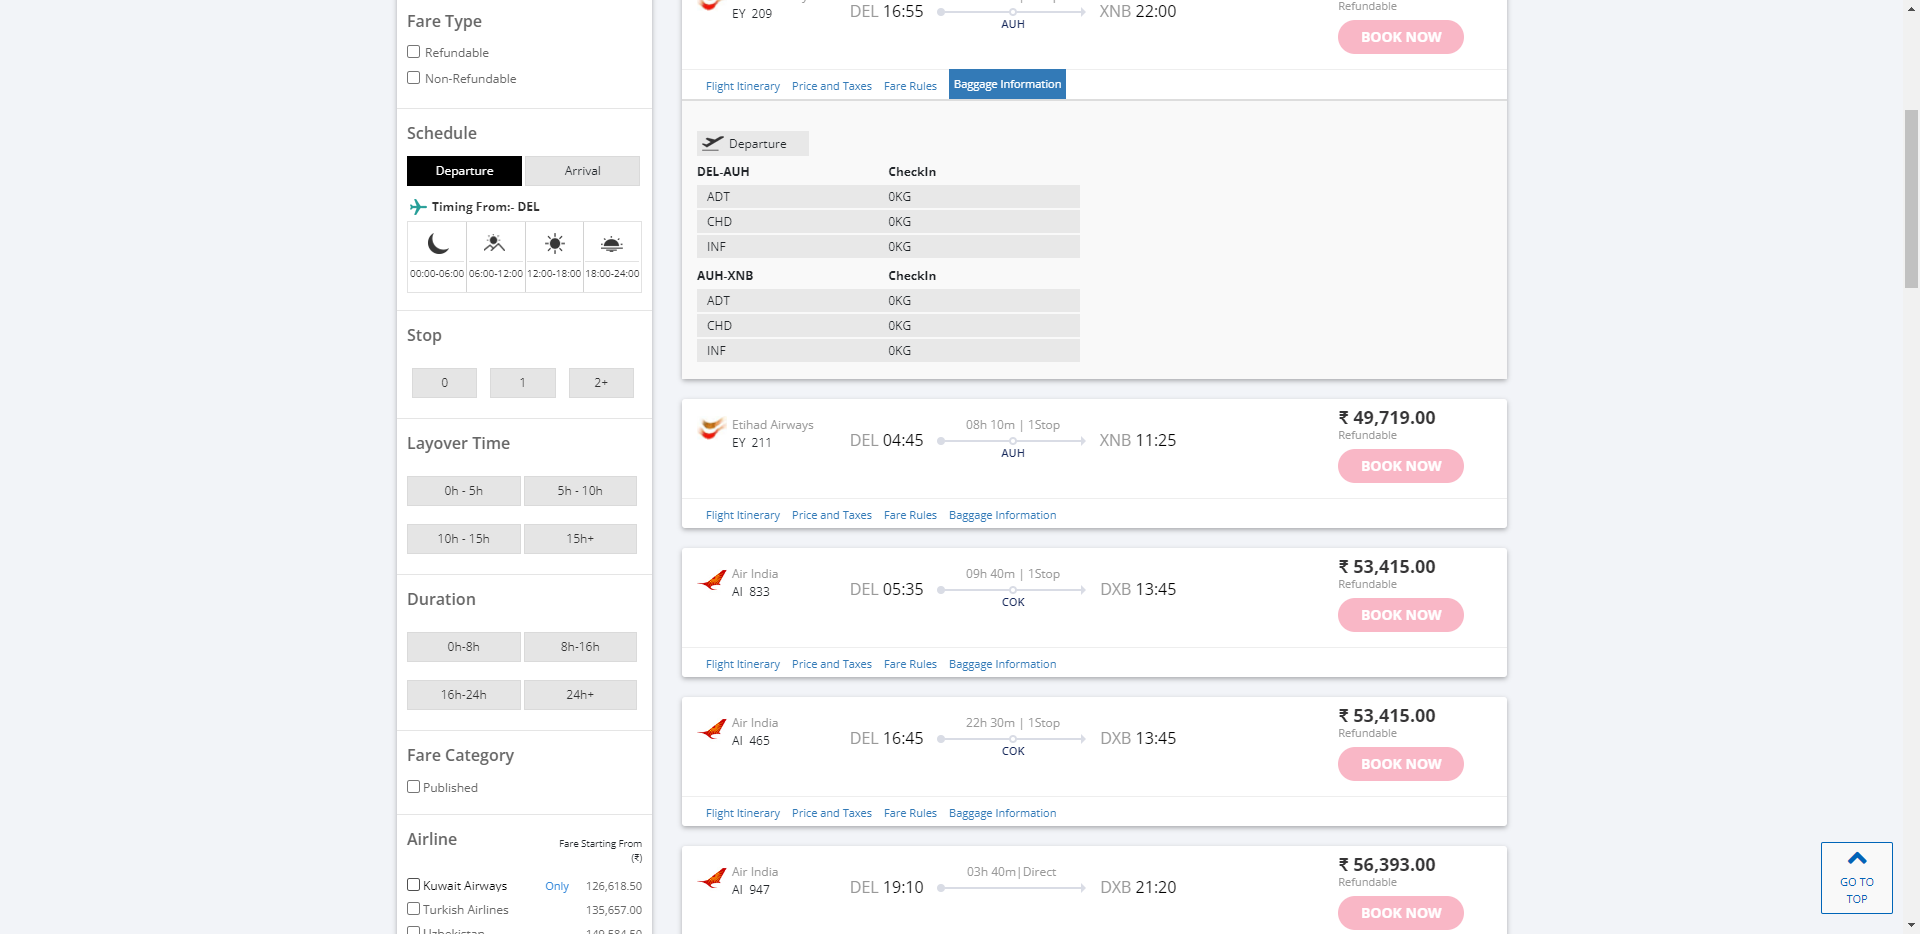 Fare Type
Refundable
Non-Refundable
Schedule
Departure Arrival
Timing From:- DEL
00:00-06:00 06:00-12:00 12:00-18:00 18:00-24:00
Stop
0 1 2+
Layover Time
0h - 5h 5h - 10h
10h - 15h 15h+
Duration
0h-8h 8h-16h
16h-24h 24h+
Fare Category
Published
Airline Fare Starting From
(₹)
Kuwait Airways Only 126,618.50
Turkish Airlines 135,657.00
Uzbekistan 149,584.50
EY 209
DEL 16:55
AUH
XNB 22:00
Refundable
BOOK NOW
Flight Itinerary Price and Taxes Fare Rules Baggage Information
Departure
DEL-AUH CheckIn
ADT 0KG
CHD 0KG
INF 0KG
AUH-XNB CheckIn
ADT 0KG
CHD 0KG
INF 0KG
Etihad Airways
EY 211
DEL 04:45
08h 10m | 1Stop
AUH
XNB 11:25
₹ 49,719.00
Refundable
BOOK NOW
Flight Itinerary Price and Taxes Fare Rules Baggage Information
Air India
AI 833
DEL 05:35
09h 40m | 1Stop
COK
DXB 13:45
₹ 53,415.00
Refundable
BOOK NOW
Flight Itinerary Price and Taxes Fare Rules Baggage Information
Air India
AI 465
DEL 16:45
22h 30m | 1Stop
COK
DXB 13:45
₹ 53,415.00
Refundable
BOOK NOW
Flight Itinerary Price and Taxes Fare Rules Baggage Information
Air India
AI 947
DEL 19:10
03h 40m|Direct
DXB 21:20
₹ 56,393.00
Refundable
BOOK NOW
GO TO
TOP